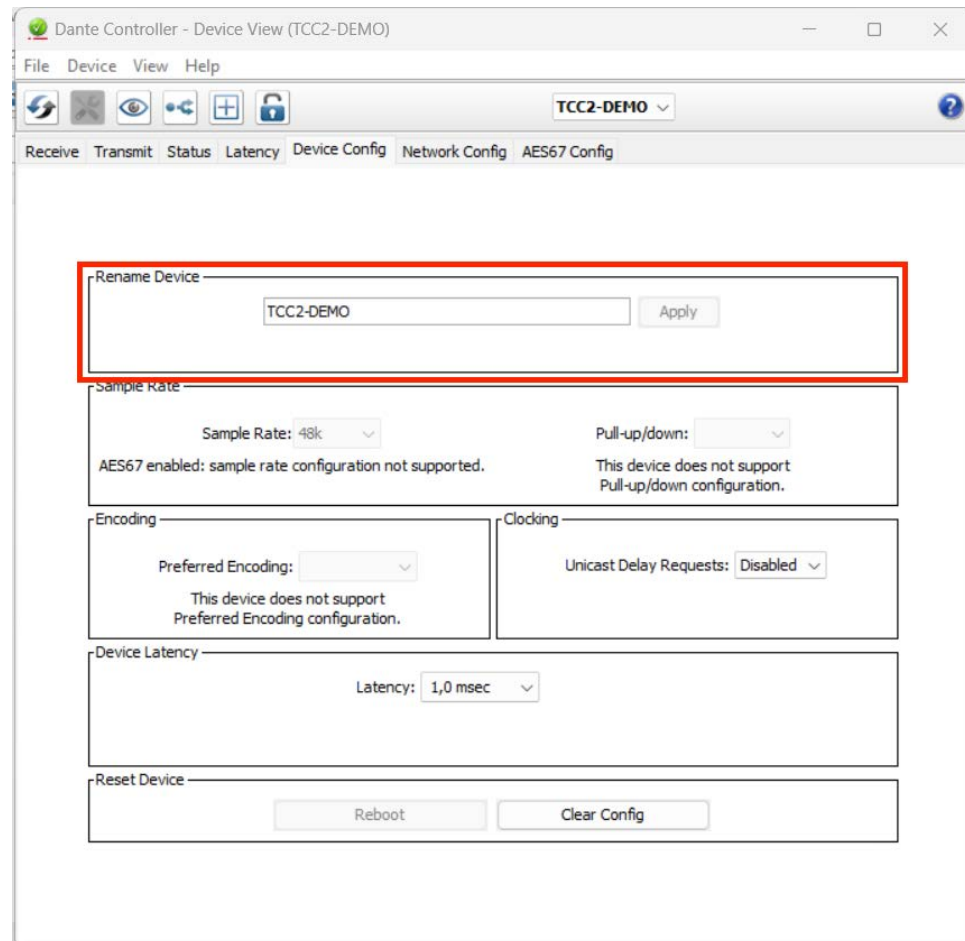 Dante Controller - Device View (TCC2-DEMO)
File Device View Help
TCC2-DEMO
Receive Transmit Status Latency Device Config Network Config AES67 Config
Rename Device
TCC2-DEMO Apply
Sample Rate
Sample Rate: 48k Pull-up/down:
AES67 enabled: sample rate configuration not supported. This device does not support
Pull-up/down configuration.
Encoding Clocking
Preferred Encoding: Unicast Delay Requests: Disabled
This device does not support
Preferred Encoding configuration.
Device Latency
Latency: 1,0 msec
Reset Device
Reboot Clear Config